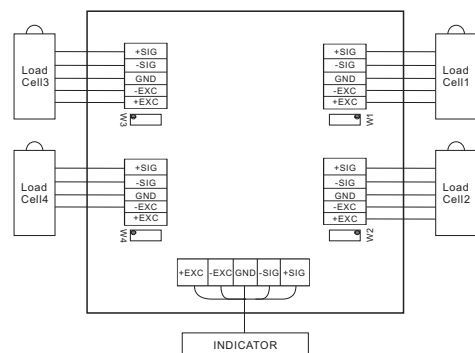 Load
Cell3
+SIG
-SIG
GND
-EXC
+EXC
W3
+SIG
-SIG
GND
-EXC
+EXC
W1
Load
Cell1
Load
Cell4
+SIG
-SIG
GND
-EXC
+EXC
W4
+SIG
-SIG
GND
-EXC
+EXC
W2
Load
Cell2
+EXC -EXC GND -SIG +SIG
INDICATOR